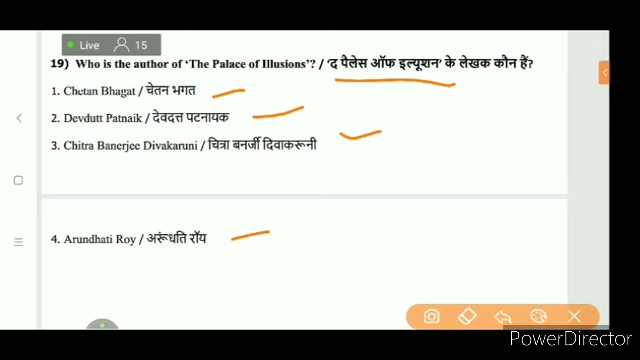 Live 15
19) Who is the author of ‘The Palace of Illusions’? / ‘द पैलेस ऑफ इल्यूशन’ के लेखक कौन हैं?
1. Chetan Bhagat / चेतन भगत
2. Devdutt Patnaik / देवदत्त पटनायक
3. Chitra Banerjee Divakaruni / चित्रा बनर्जी दिवाकरूनी
4. Arundhati Roy / अरूंधति रॉय
PowerDirector